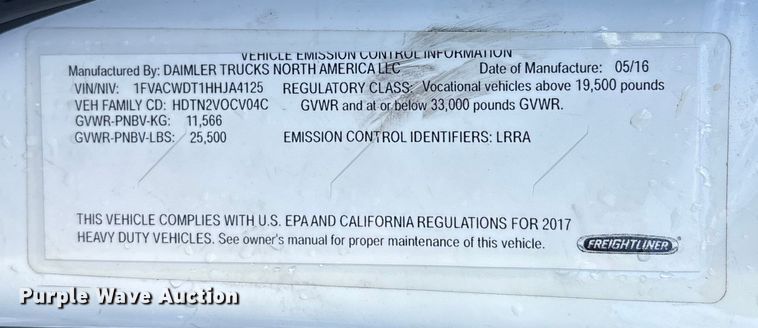 VEHICLE EMISSION CONTROL INFORMATION
Manufactured By: DAIMLER TRUCKS NORTH AMERICA LLC Date of Manufacture: 05/16
VIN/NIV: 1FVACWDT1HHJA4125 REGULATORY CLASS: Vocational vehicles above 19,500 pounds
VEH FAMILY CD: HDTN2VOCV04C GVWR and at or below 33,000 pounds GVWR.
GVWR-PNBV-KG: 11,566
GVWR-PNBV-LBS: 25,500 EMISSION CONTROL IDENTIFIERS: LRRA
THIS VEHICLE COMPLIES WITH U.S. EPA AND CALIFORNIA REGULATIONS FOR 2017
HEAVY DUTY VEHICLES. See owner's manual for proper maintenance of this vehicle.
FREIGHTLINER
Purple Wave Auction